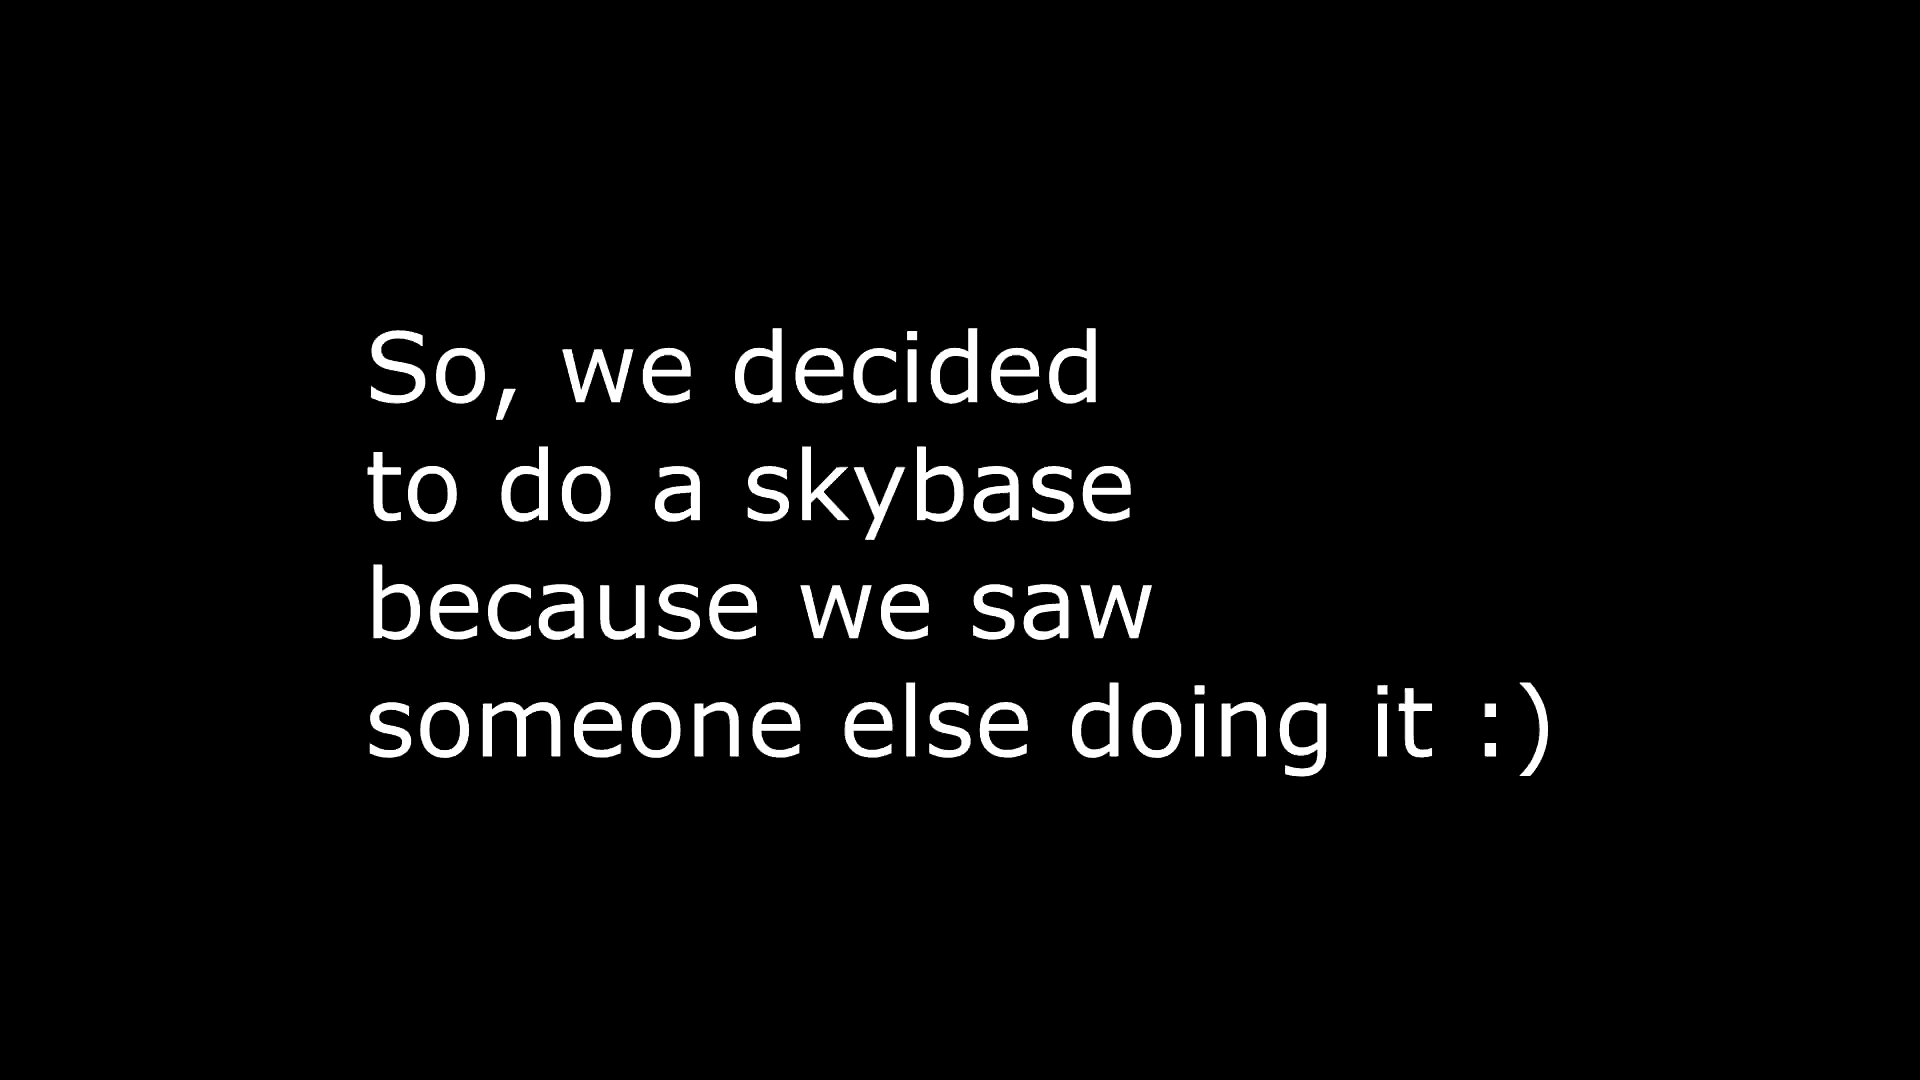 So, we decided
to do a skybase
because we saw
someone else doing it :)